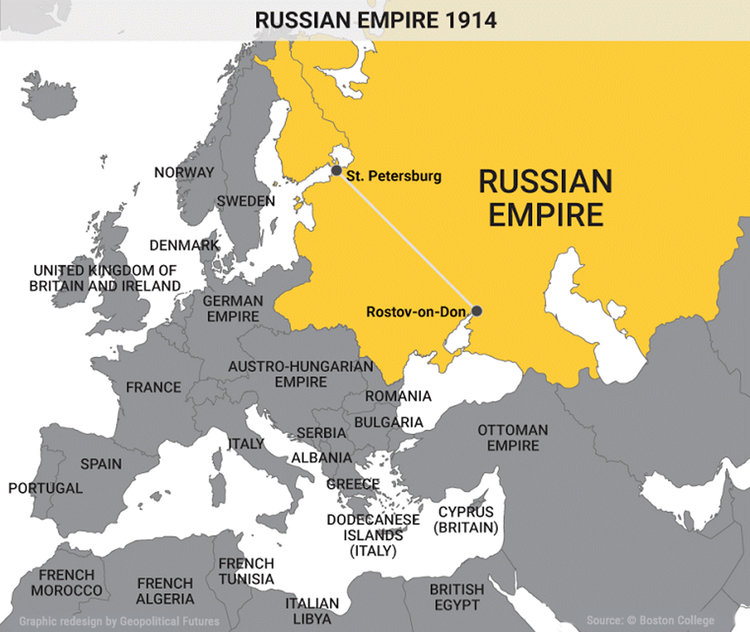 RUSSIAN EMPIRE 1914
NORWAY
St. Petersburg
RUSSIAN
EMPIRE
SWEDEN
DENMARK
UNITED KINGDOM OF
BRITAIN AND IRELAND
GERMAN
EMPIRE
Rostov-on-Don
AUSTRO-HUNGARIAN
EMPIRE
FRANCE
ROMANIA
BULGARIA
SERBIA
OTTOMAN
EMPIRE
ITALY
ALBANIA
SPAIN
PORTUGAL
GREECE
CYPRUS
(BRITAIN)
DODECANESE
ISLANDS
(ITALY)
FRENCH
TUNISIA
FRENCH
MOROCCO
FRENCH
ALGERIA
BRITISH
EGYPT
ITALIAN
LIBYA
Graphic redesign by Geopolitical Futures
Source: © Boston College